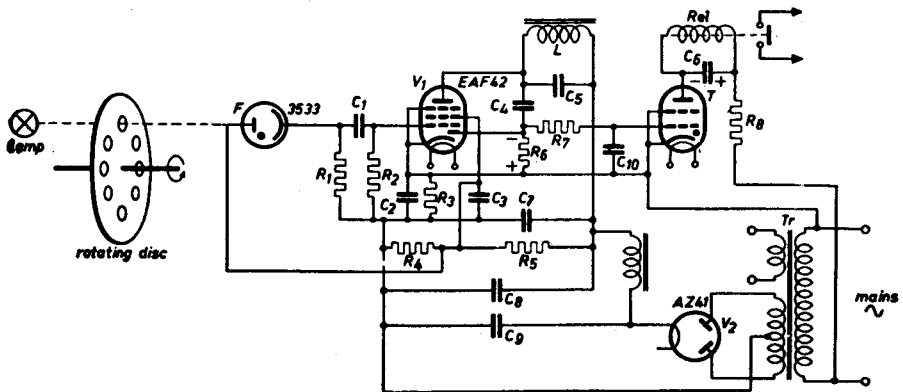 Rel
L
V1
EAF42
C6
- +
T
C5
F
3533
C1
C4
R8
lamp
-
R7
R6
+
C10
R1
R2
C2
R3
C3
C7
Tr
rotating disc
R4
R5
C8
mains
AZ41
V2
C9